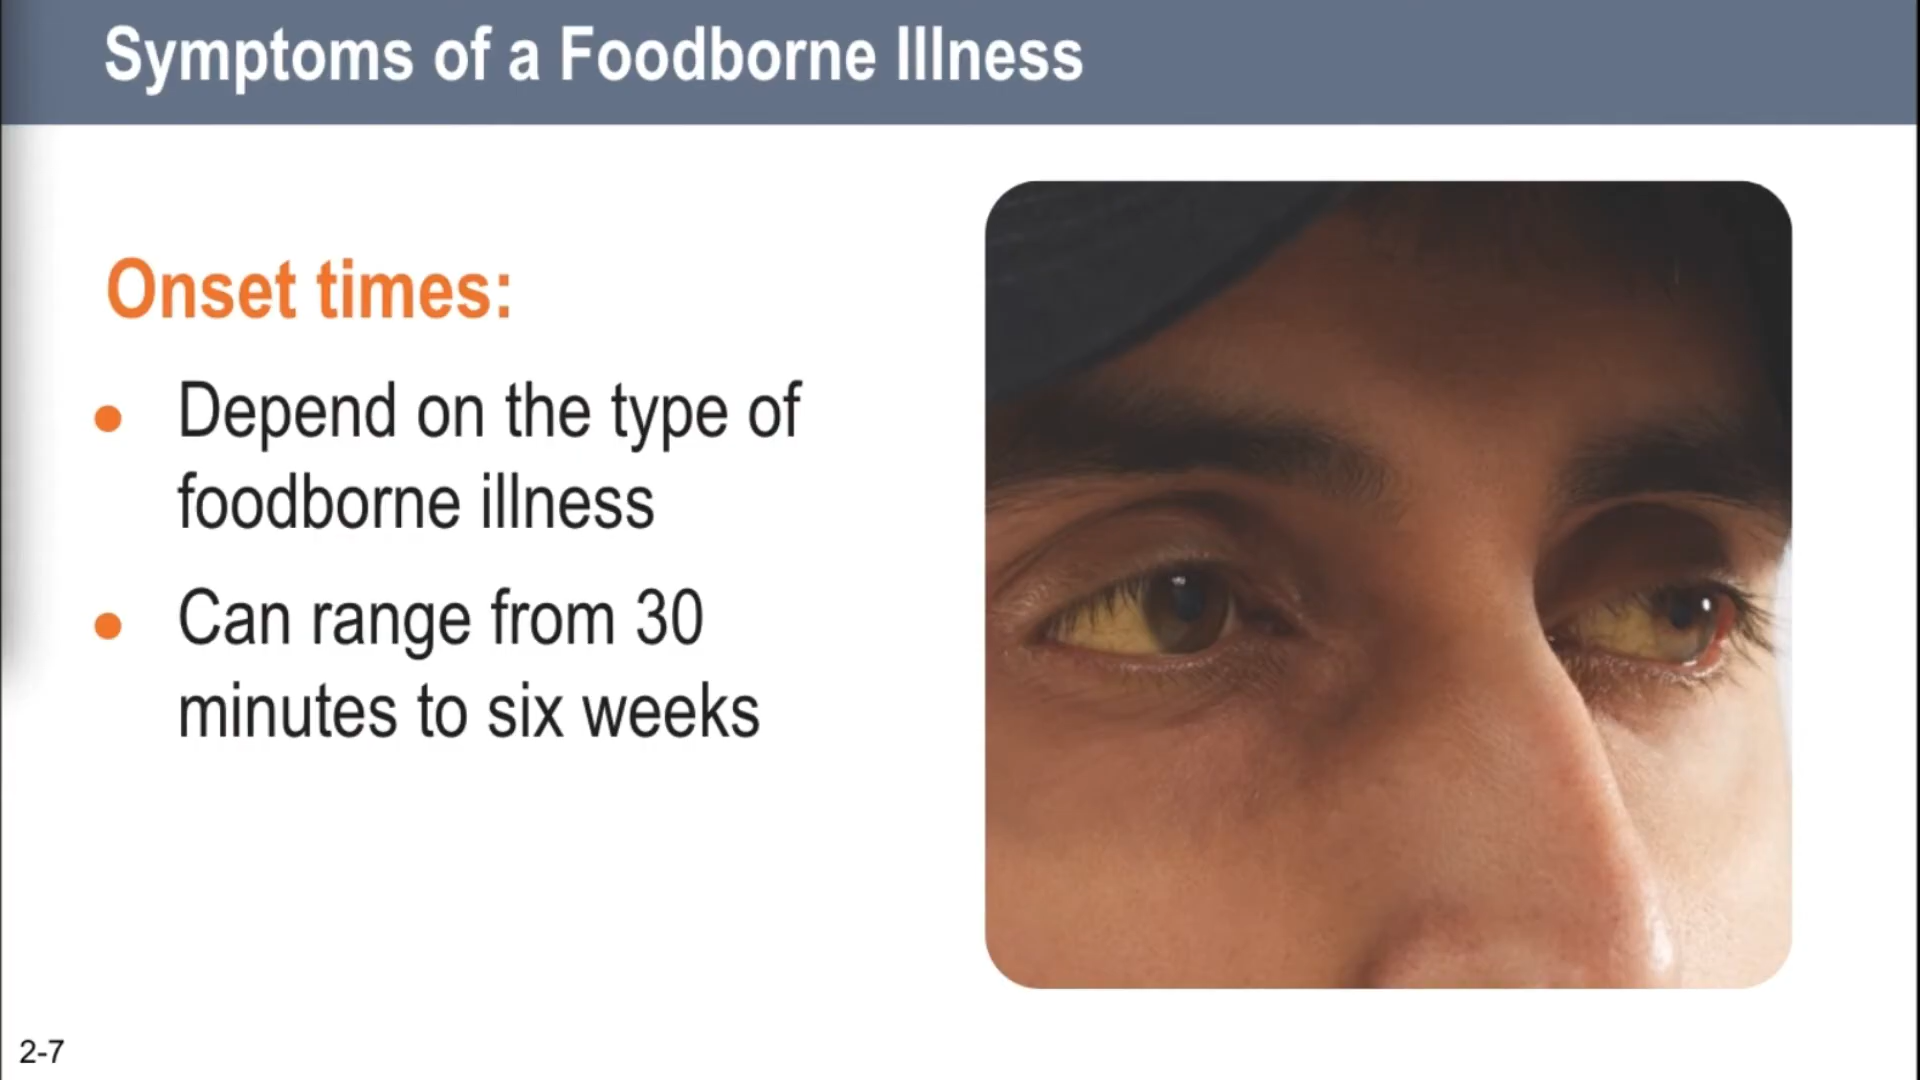 Symptoms of a Foodborne Illness
Onset times:
Depend on the type of
foodborne illness
Can range from 30
minutes to six weeks
2-7